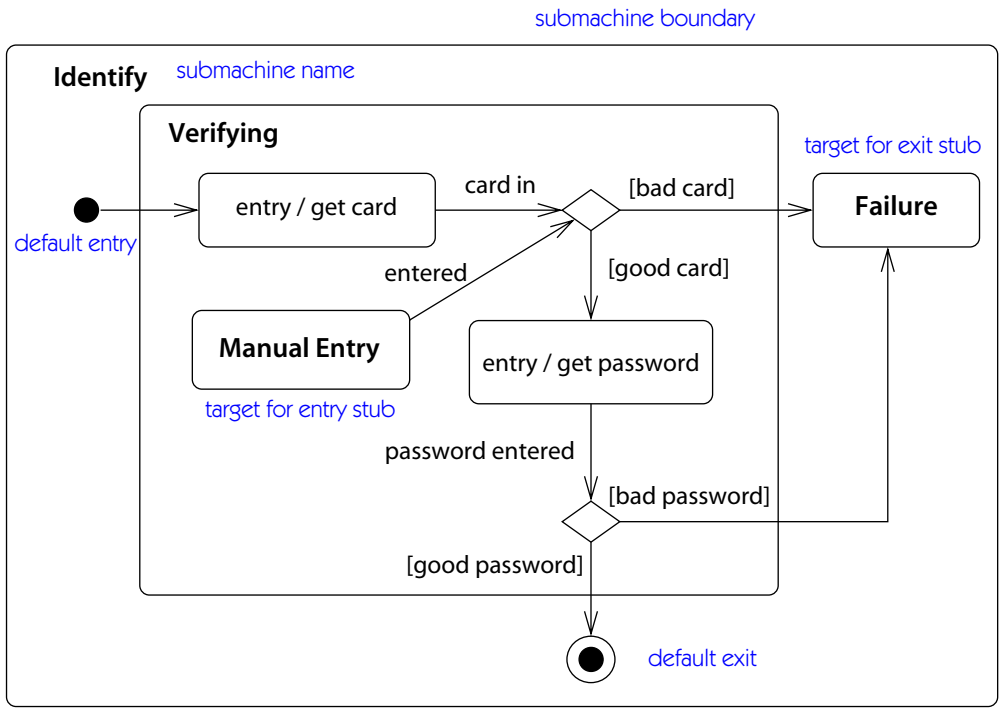 submachine boundary
Identify
submachine name
Verifying
target for exit stub
card in
[bad card]
entry / get card
Failure
default entry
entered
[good card]
Manual Entry
entry / get password
target for entry stub
password entered
[bad password]
[good password]
default exit